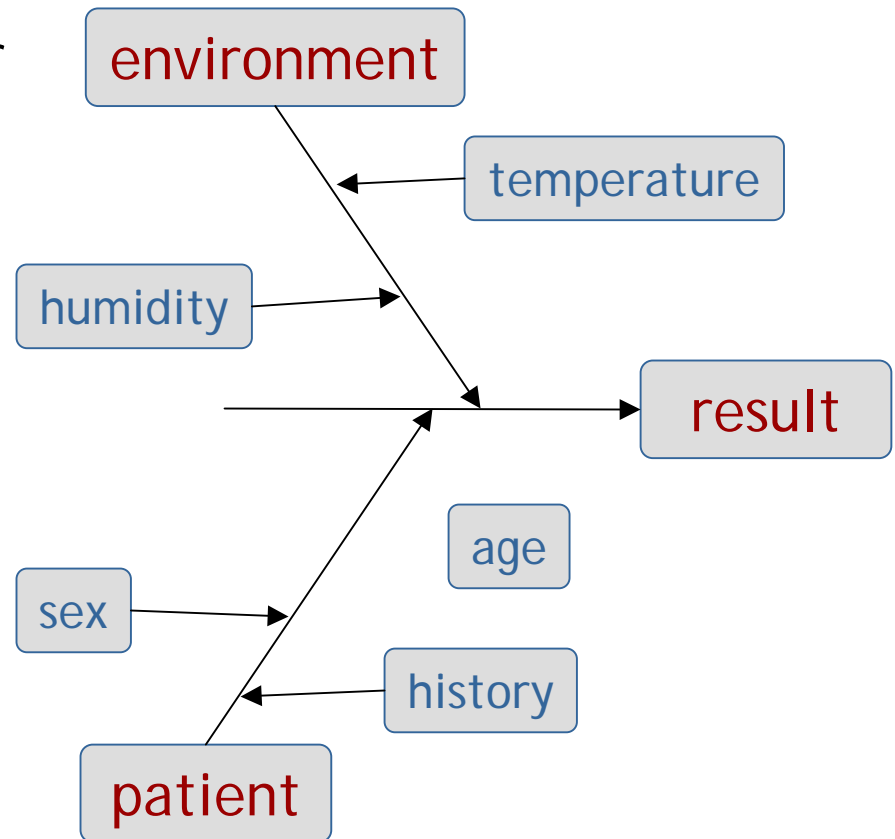 environment
temperature
humidity
result
age
sex
history
patient